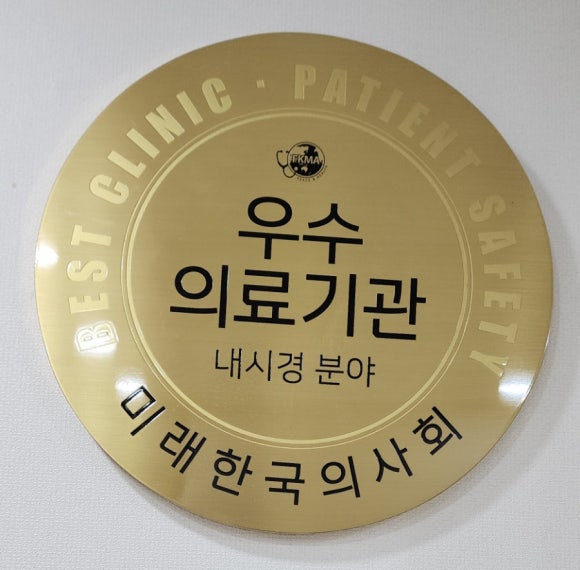 BEST CLINIC · PATIENT SAFETY
FKMA
우수
의료기관
내시경 분야
미래한국의사회